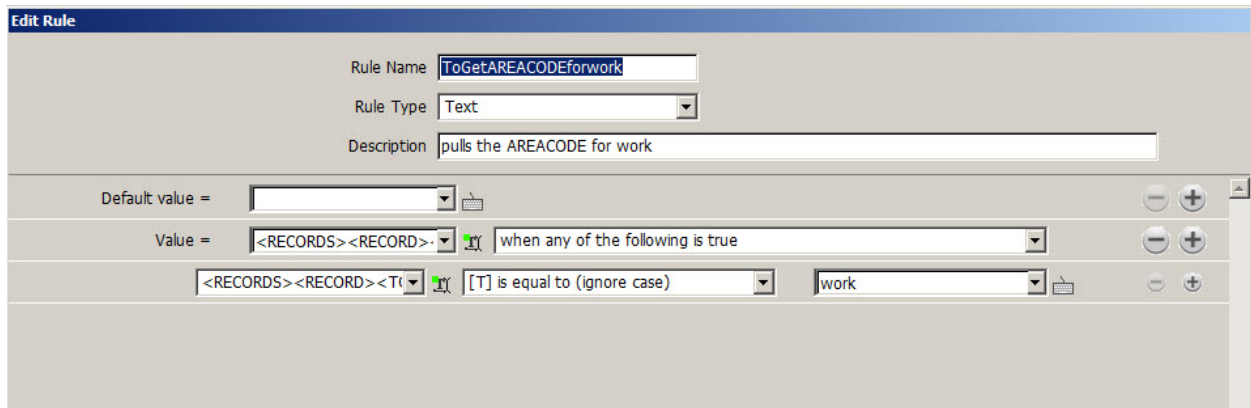 Edit Rule
Rule Name ToGetAREACODEforwork
Rule Type Text
Description pulls the AREACODE for work
Default value =
Value = <RECORDS><RECORD> when any of the following is true
<RECORDS><RECORD><T [T] is equal to (ignore case) work